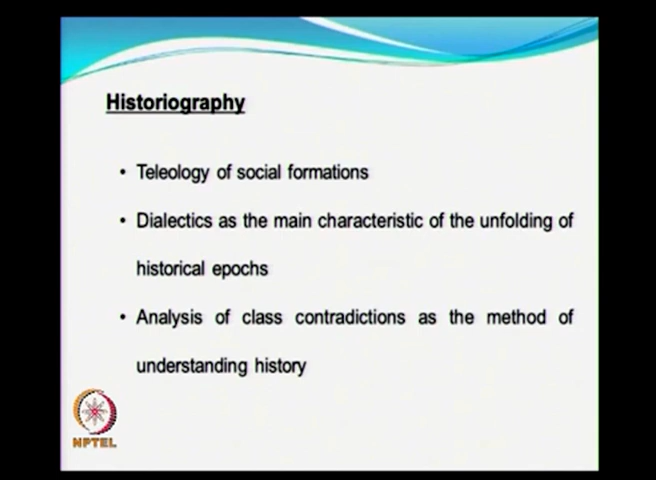 Historiography
• Teleology of social formations
• Dialectics as the main characteristic of the unfolding of
historical epochs
• Analysis of class contradictions as the method of
understanding history
NPTEL